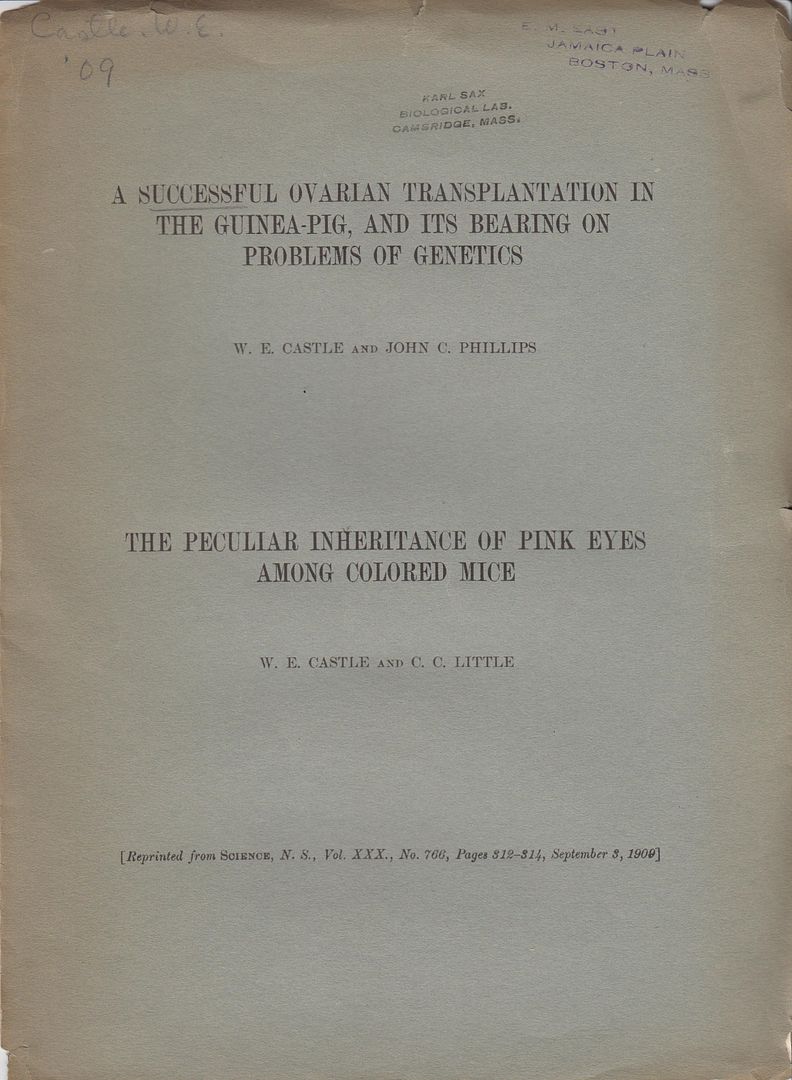 Castle. W. E.
'09
E. M. EAST
JAMAICA PLAIN
BOSTON, MASS
KARL SAX
BIOLOGICAL LAB.
CAMBRIDGE, MASS.
A SUCCESSFUL OVARIAN TRANSPLANTATION IN
THE GUINEA-PIG, AND ITS BEARING ON
PROBLEMS OF GENETICS
W. E. CASTLE AND JOHN C. PHILLIPS
THE PECULIAR INHERITANCE OF PINK EYES
AMONG COLORED MICE
W. E. CASTLE AND C. C. LITTLE
[Reprinted from SCIENCE, N. S., Vol. XXX., No. 766, Pages 312–314, September 3, 1909]